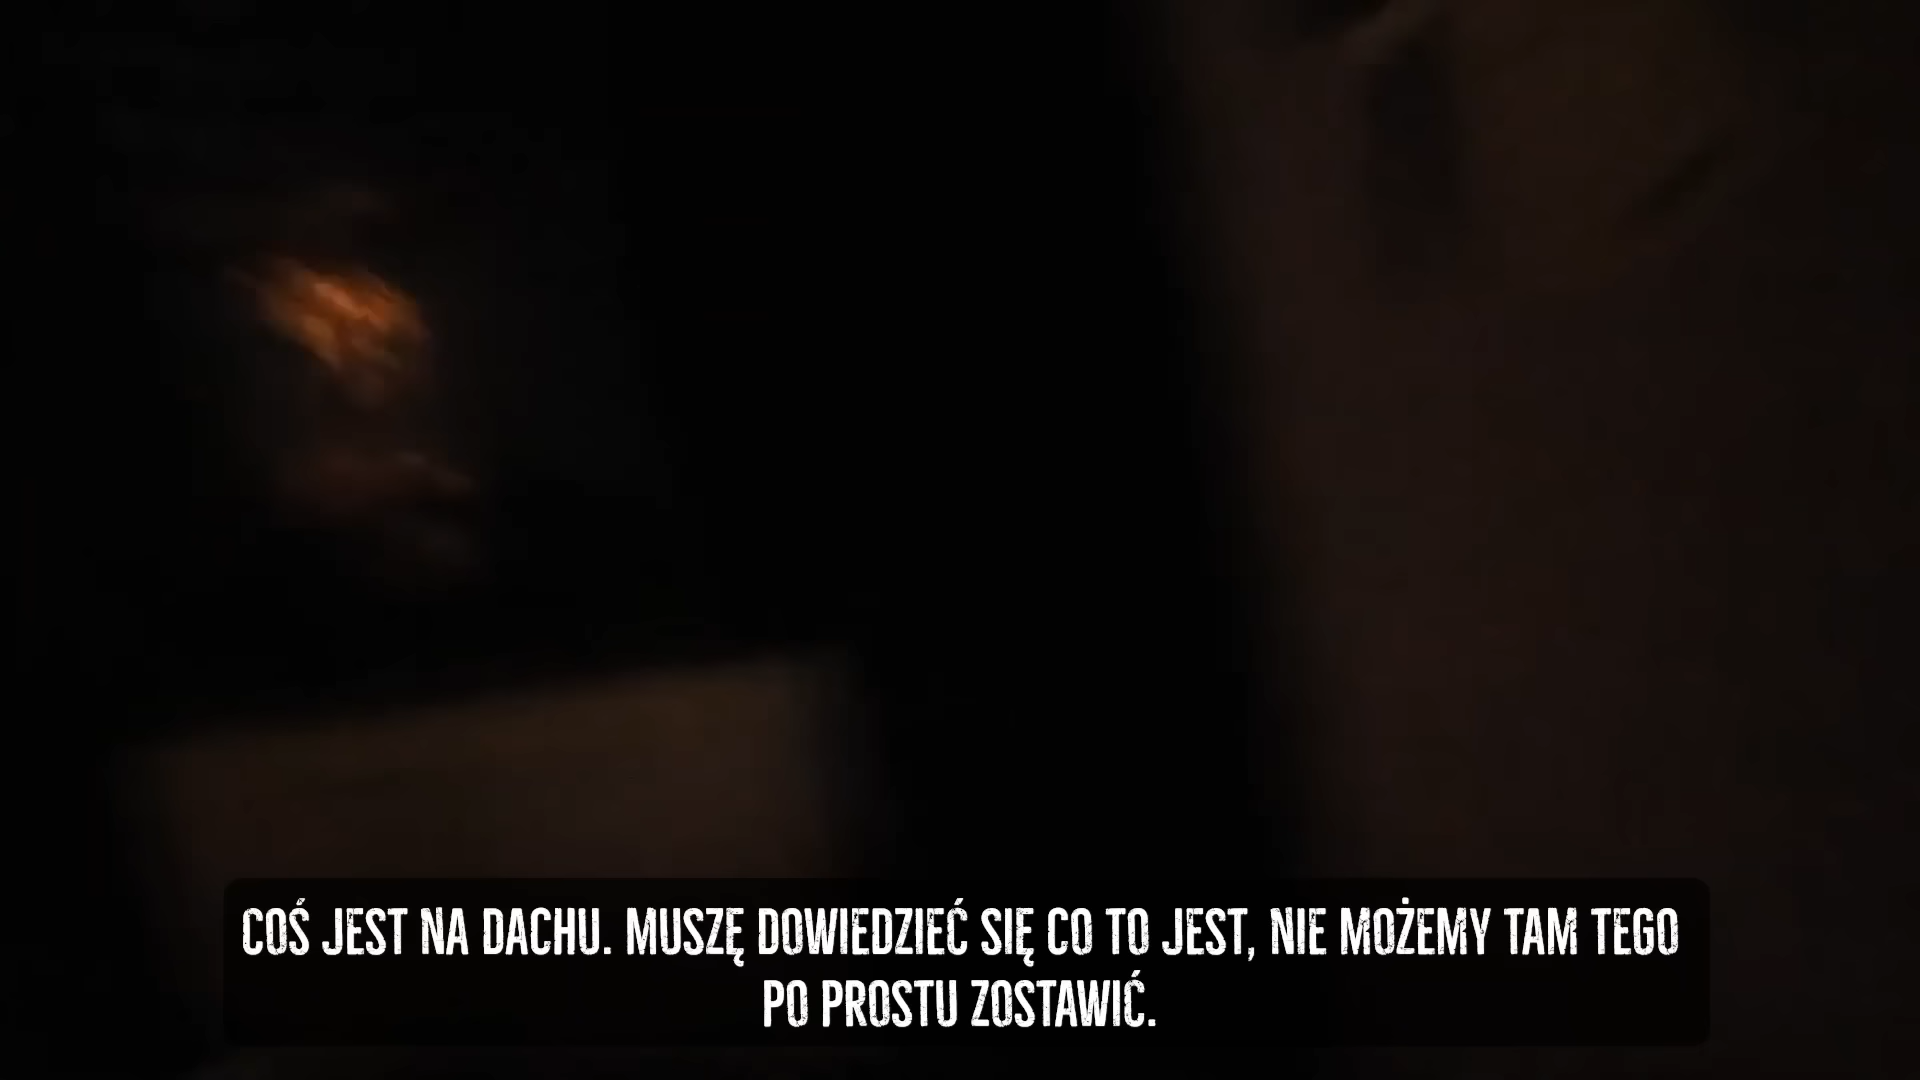 COŚ JEST NA DACHU. MUSZĘ DOWIEDZIEĆ SIĘ CO TO JEST, NIE MOŻEMY TAM TEGO
PO PROSTU ZOSTAWIĆ.